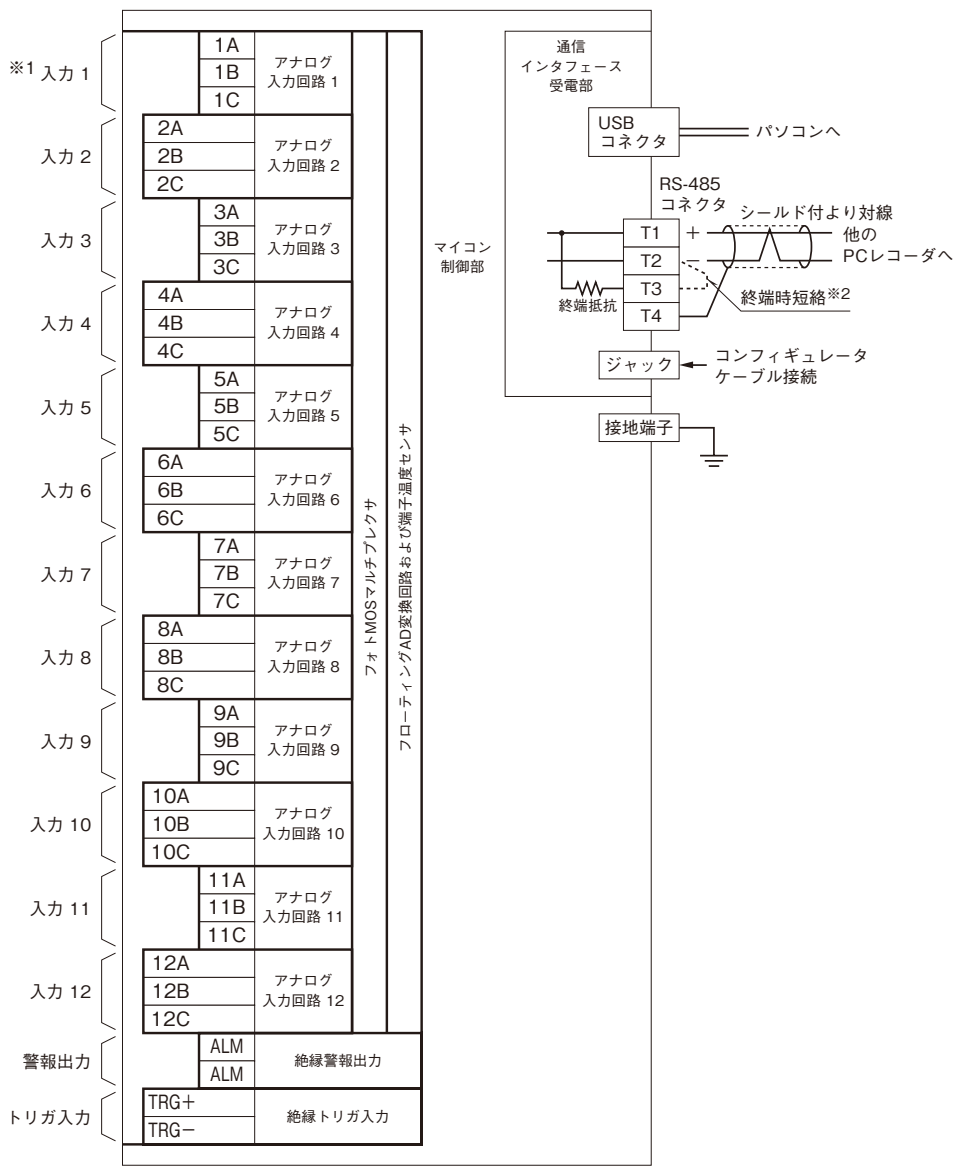 ※1 入力 1
1A
1B
1C
アナログ
入力回路 1
入力 2
2A
2B
2C
アナログ
入力回路 2
入力 3
3A
3B
3C
アナログ
入力回路 3
入力 4
4A
4B
4C
アナログ
入力回路 4
入力 5
5A
5B
5C
アナログ
入力回路 5
入力 6
6A
6B
6C
アナログ
入力回路 6
入力 7
7A
7B
7C
アナログ
入力回路 7
入力 8
8A
8B
8C
アナログ
入力回路 8
入力 9
9A
9B
9C
アナログ
入力回路 9
入力 10
10A
10B
10C
アナログ
入力回路 10
入力 11
11A
11B
11C
アナログ
入力回路 11
入力 12
12A
12B
12C
アナログ
入力回路 12
警報出力
ALM
ALM
絶縁警報出力
トリガ入力
TRG+
TRG−
絶縁トリガ入力
フォトMOSマルチプレクサ
フローティングAD変換回路および端子温度センサ
マイコン
制御部
通信
インタフェース
受電部
USB
コネクタ
パソコンへ
RS-485
コネクタ
シールド付より対線
T1
+
他の
PCレコーダへ
T2
−
T3
終端抵抗
終端時短絡※2
T4
ジャック
コンフィギュレータ
ケーブル接続
接地端子